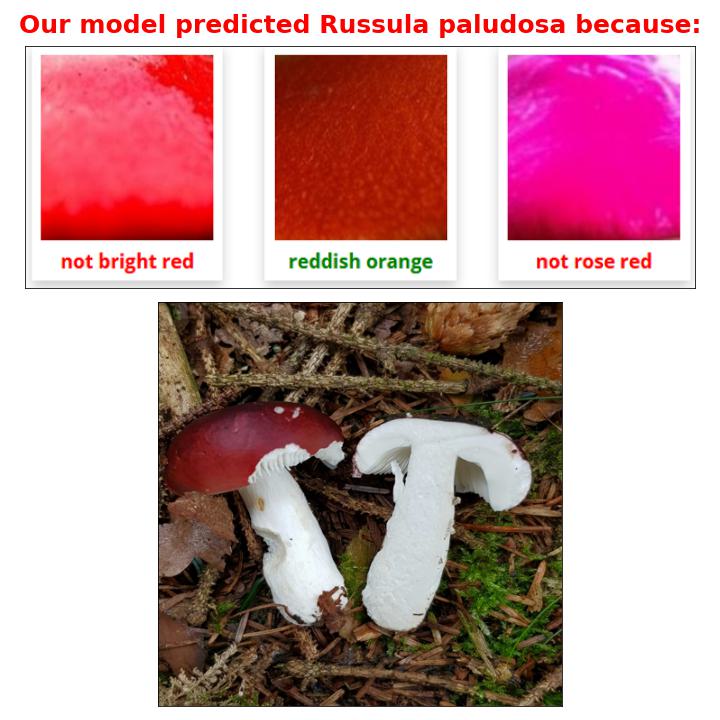 Our model predicted Russula paludosa because:
not bright red
reddish orange
not rose red